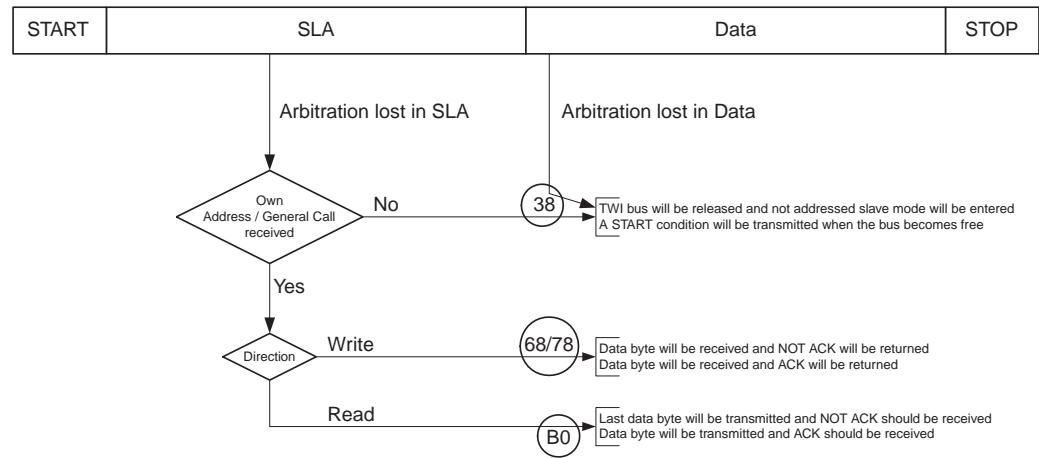 START SLA Data STOP
Arbitration lost in SLA Arbitration lost in Data
Own
Address / General Call
received
No
38
TWI bus will be released and not addressed slave mode will be entered
A START condition will be transmitted when the bus becomes free
Yes
Direction
Write
68/78
Data byte will be received and NOT ACK will be returned
Data byte will be received and ACK will be returned
Read
B0
Last data byte will be transmitted and NOT ACK should be received
Data byte will be transmitted and ACK should be received